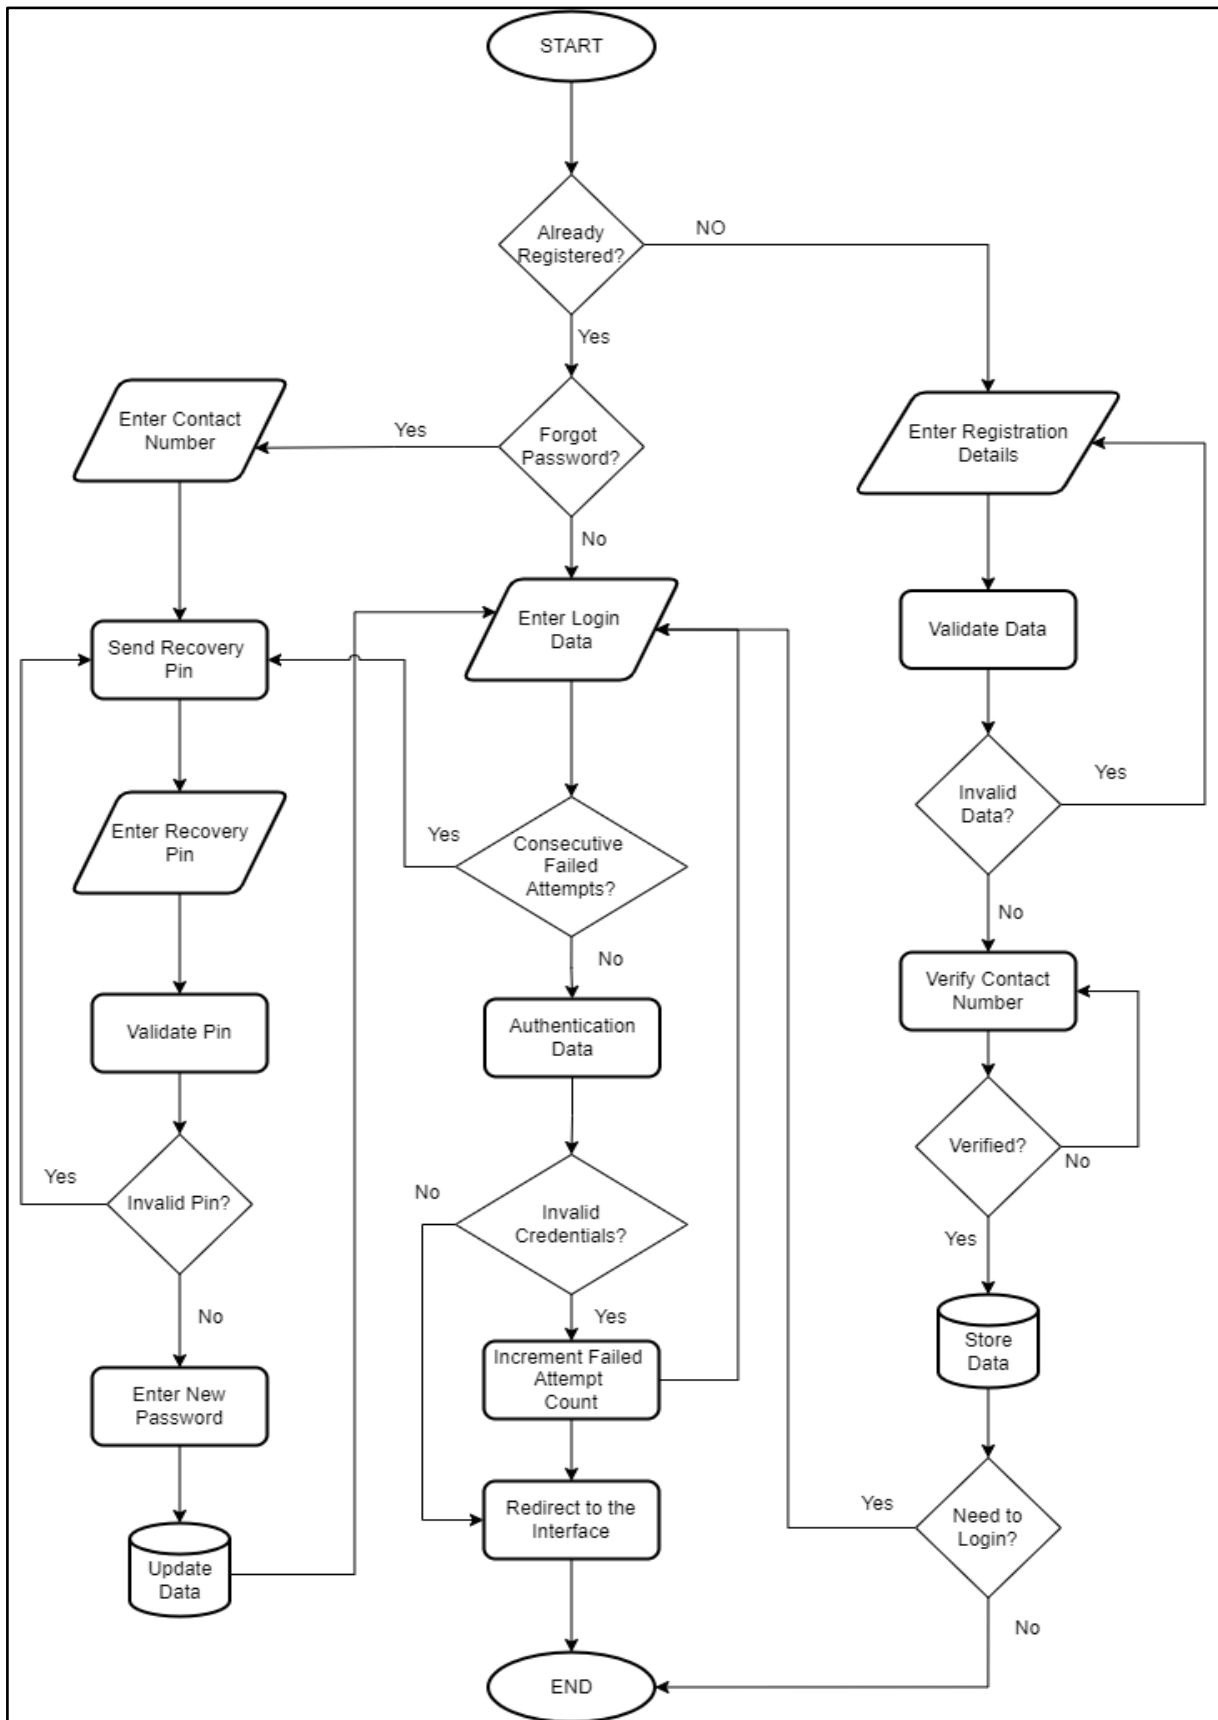 START
Already
Registered?
NO
Yes
Enter Contact
Number
Yes
Forgot
Password?
Enter Registration
Details
No
Enter Login
Data
Validate Data
Send Recovery
Pin
Invalid
Data?
Yes
Enter Recovery
Pin
Yes
Consecutive
Failed
Attempts?
No
No
Verify Contact
Number
Validate Pin
Authentication
Data
Verified?
No
Yes
Invalid Pin?
No
Invalid
Credentials?
Yes
No
Yes
Store
Data
Enter New
Password
Increment Failed
Attempt
Count
Redirect to the
Interface
Yes
Need to
Login?
Update
Data
No
END